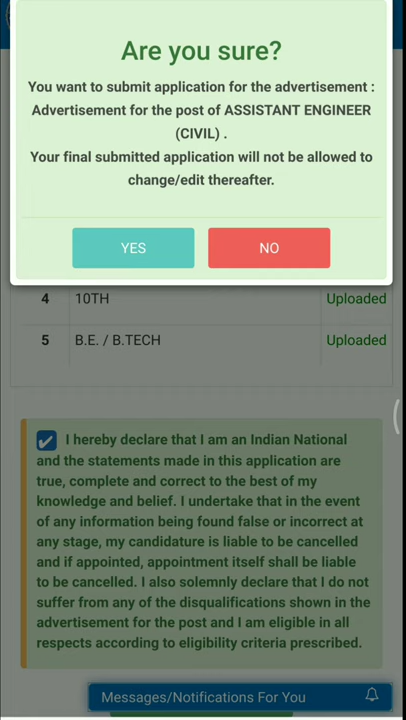 Are you sure?
You want to submit application for the advertisement :
Advertisement for the post of ASSISTANT ENGINEER
(CIVIL) .
Your final submitted application will not be allowed to
change/edit thereafter.
YES NO
4 10TH Uploaded
5 B.E. / B.TECH Uploaded
I hereby declare that I am an Indian National
and the statements made in this application are
true, complete and correct to the best of my
knowledge and belief. I undertake that in the event
of any information being found false or incorrect at
any stage, my candidature is liable to be cancelled
and if appointed, appointment itself shall be liable
to be cancelled. I also solemnly declare that I do not
suffer from any of the disqualifications shown in the
advertisement for the post and I am eligible in all
respects according to eligibility criteria prescribed.
Messages/Notifications For You